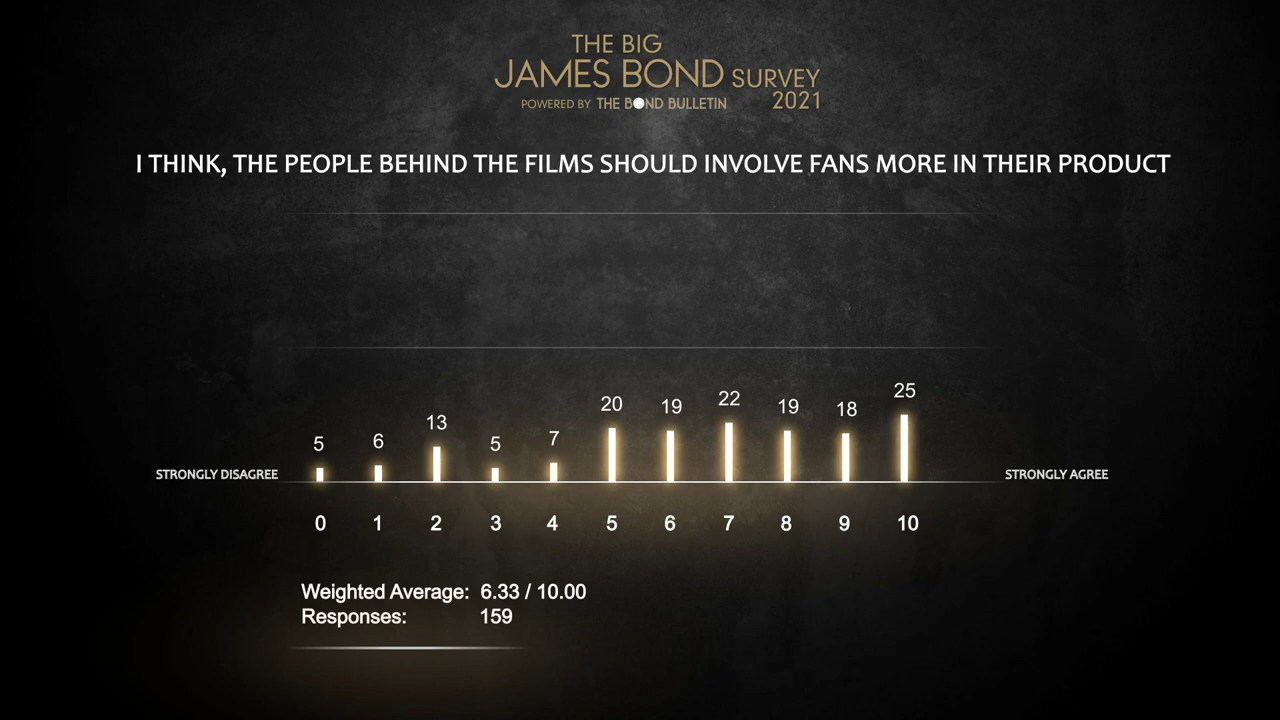 THE BIG
JAMES BOND SURVEY
POWERED BY THE BOND BULLETIN 2021
I THINK, THE PEOPLE BEHIND THE FILMS SHOULD INVOLVE FANS MORE IN THEIR PRODUCT
5 6 13 5 7 20 19 22 19 18 25
STRONGLY DISAGREE STRONGLY AGREE
0 1 2 3 4 5 6 7 8 9 10
Weighted Average: 6.33 / 10.00
Responses: 159